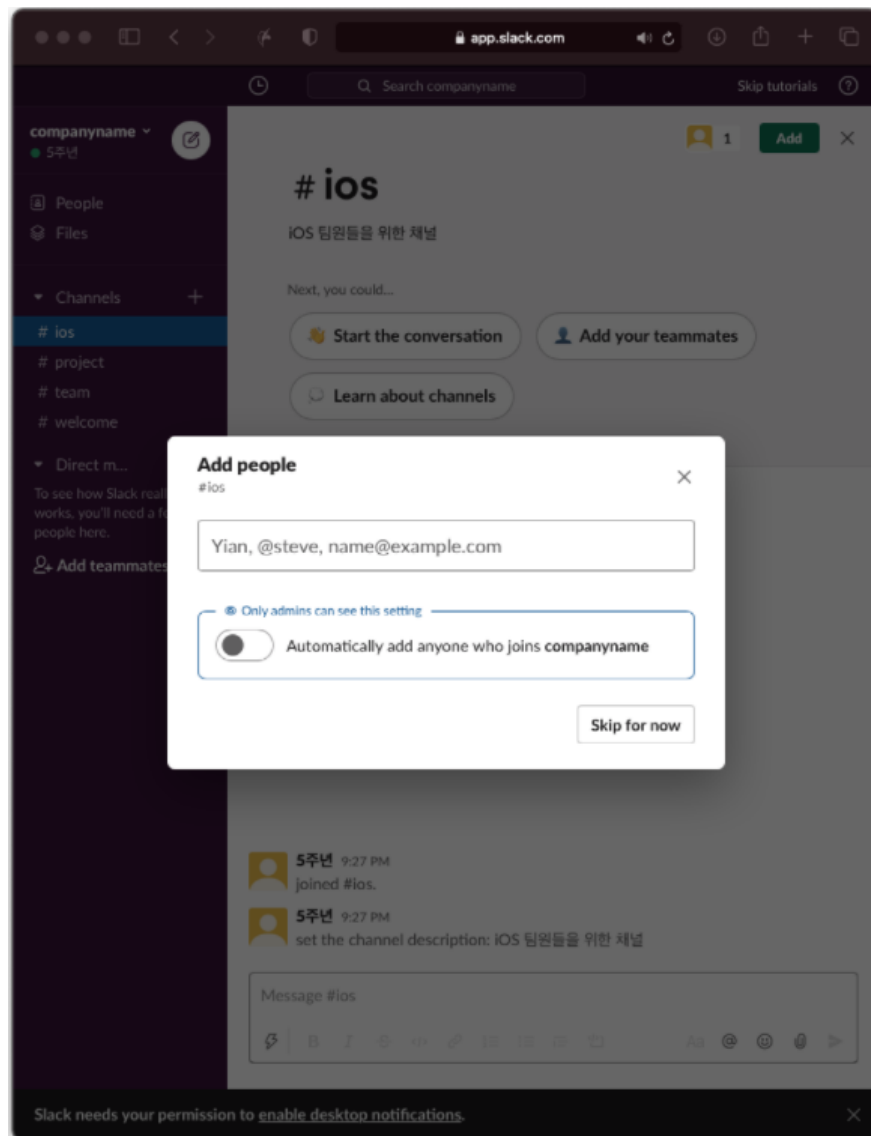 app.slack.com
Search companyname
Skip tutorials
companyname
5주년
People
Files
Channels
# ios
# project
# team
# welcome
Direct m...
To see how Slack reall
works, you'll need a fe
people here.
Add teammates
1
Add
# ios
iOS 팀원들을 위한 채널
Next, you could...
Start the conversation
Add your teammates
Learn about channels
Add people
#ios
Yian, @steve, name@example.com
Only admins can see this setting
Automatically add anyone who joins companyname
Skip for now
5주년 9:27 PM
joined #ios.
5주년 9:27 PM
set the channel description: iOS 팀원들을 위한 채널
Message #ios
B I S
Aa @
Slack needs your permission to enable desktop notifications.